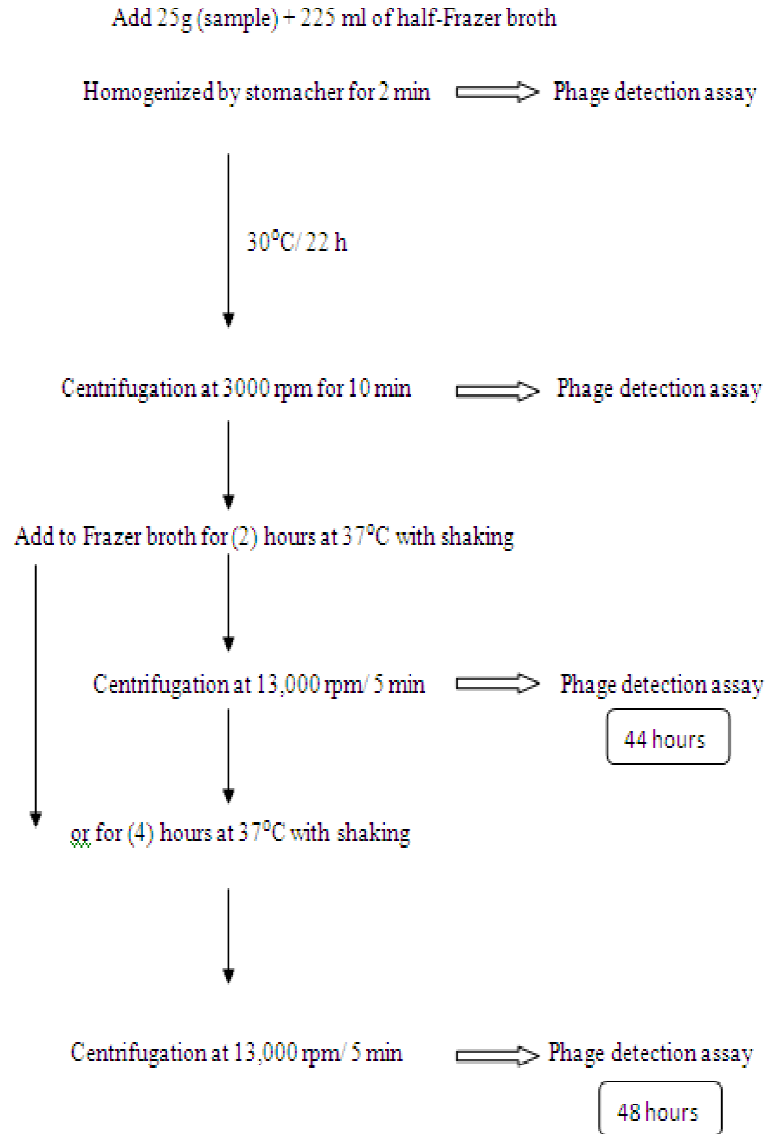 Add 25g (sample) + 225 ml of half-Frazer broth
Homogenized by stomacher for 2 min
Phage detection assay
30°C/ 22 h
Centrifugation at 3000 rpm for 10 min
Phage detection assay
Add to Frazer broth for (2) hours at 37°C with shaking
Centrifugation at 13,000 rpm/ 5 min
Phage detection assay
44 hours
or for (4) hours at 37°C with shaking
Centrifugation at 13,000 rpm/ 5 min
Phage detection assay
48 hours